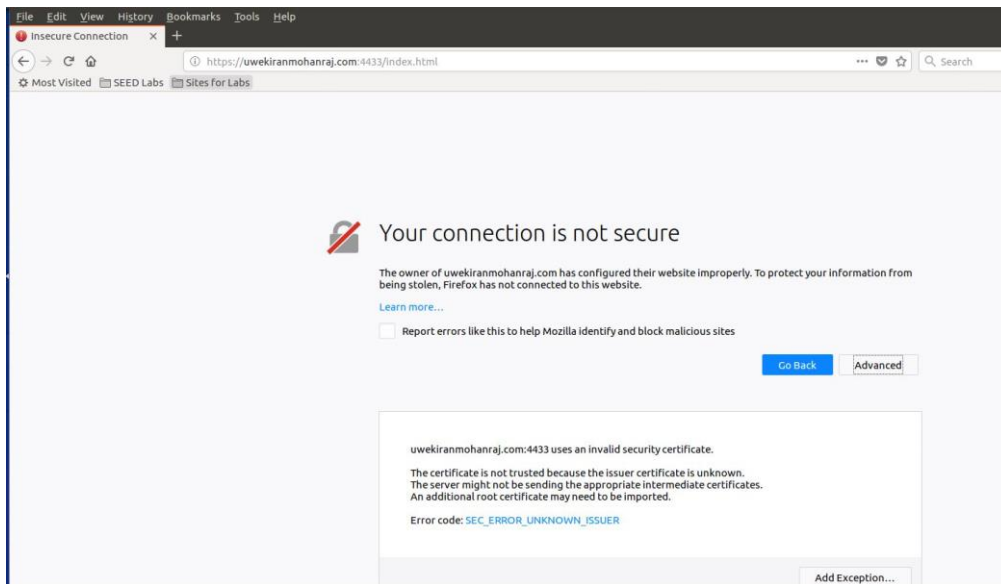 File Edit View History Bookmarks Tools Help
Insecure Connection × +
https://uwekiranmohanraj.com:4433/index.html
Search
Most Visited SEED Labs Sites for Labs
Your connection is not secure
The owner of uwekiranmohanraj.com has configured their website improperly. To protect your information from
being stolen, Firefox has not connected to this website.
Learn more...
Report errors like this to help Mozilla identify and block malicious sites
Go Back Advanced
uwekiranmohanraj.com:4433 uses an invalid security certificate.
The certificate is not trusted because the issuer certificate is unknown.
The server might not be sending the appropriate intermediate certificates.
An additional root certificate may need to be imported.
Error code: SEC_ERROR_UNKNOWN_ISSUER
Add Exception...